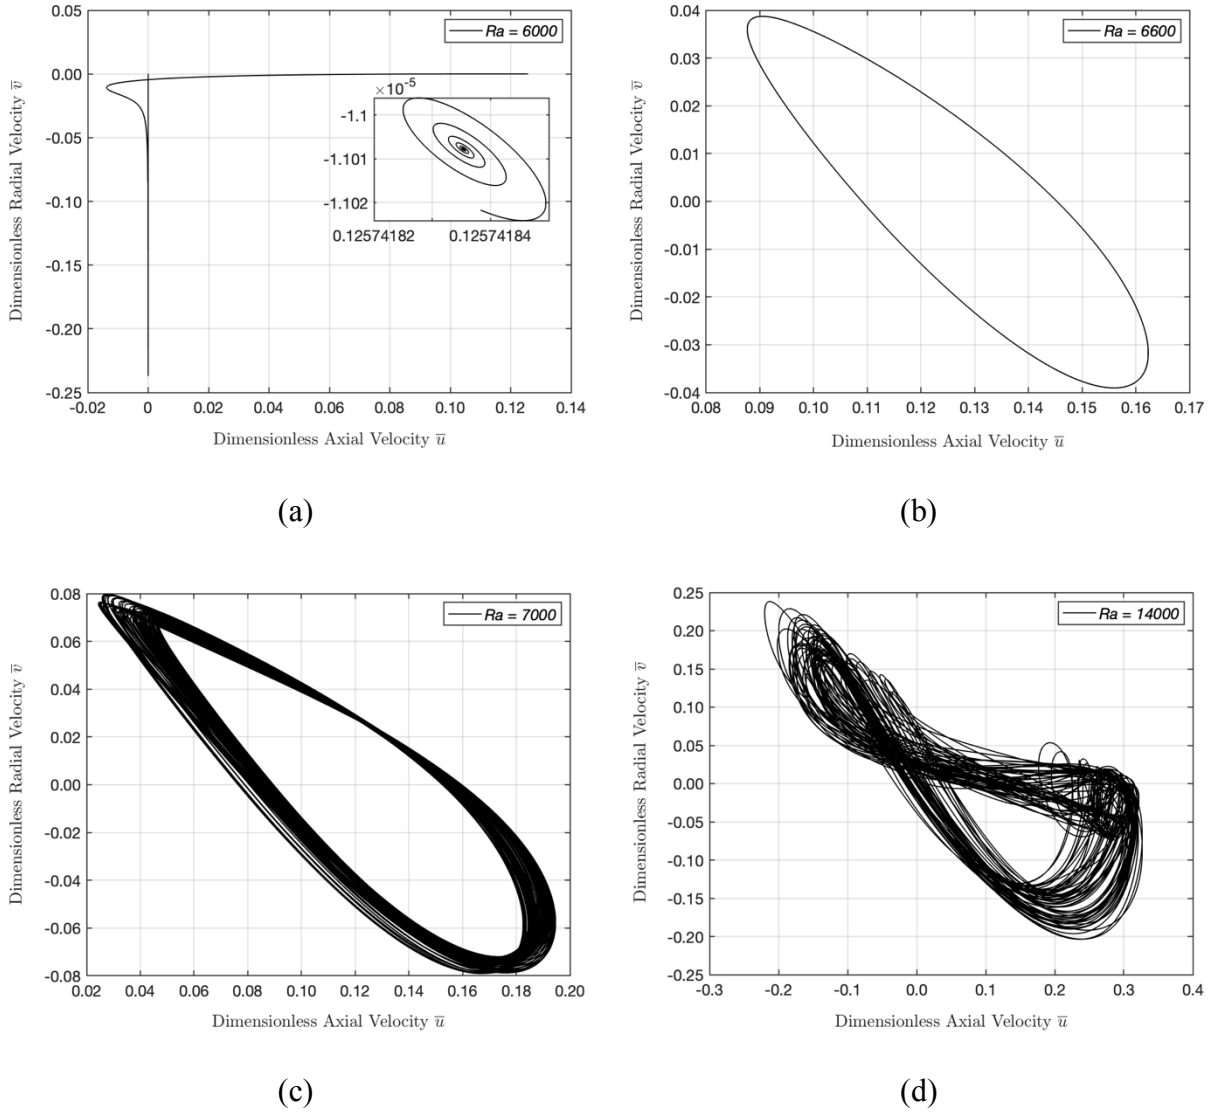 0.05
0.00
-0.05
-0.10
-0.15
-0.20
-0.25
-0.02 0 0.02 0.04 0.06 0.08 0.10 0.12 0.14
Dimensionless Radial Velocity v̅
Dimensionless Axial Velocity u̅
Ra = 6000
×10⁻⁵
-1.1
-1.101
-1.102
0.12574182 0.12574184
(a)
0.04
0.03
0.02
0.01
0.00
-0.01
-0.02
-0.03
-0.04
0.08 0.09 0.10 0.11 0.12 0.13 0.14 0.15 0.16 0.17
Dimensionless Radial Velocity v̅
Dimensionless Axial Velocity u̅
Ra = 6600
(b)
0.08
0.06
0.04
0.02
0.00
-0.02
-0.04
-0.06
-0.08
0.02 0.04 0.06 0.08 0.10 0.12 0.14 0.16 0.18 0.20
Dimensionless Radial Velocity v̅
Dimensionless Axial Velocity u̅
Ra = 7000
(c)
0.25
0.20
0.15
0.10
0.05
0.00
-0.05
-0.10
-0.15
-0.20
-0.25
-0.3 -0.2 -0.1 0.0 0.1 0.2 0.3 0.4
Dimensionless Radial Velocity v̅
Dimensionless Axial Velocity u̅
Ra = 14000
(d)